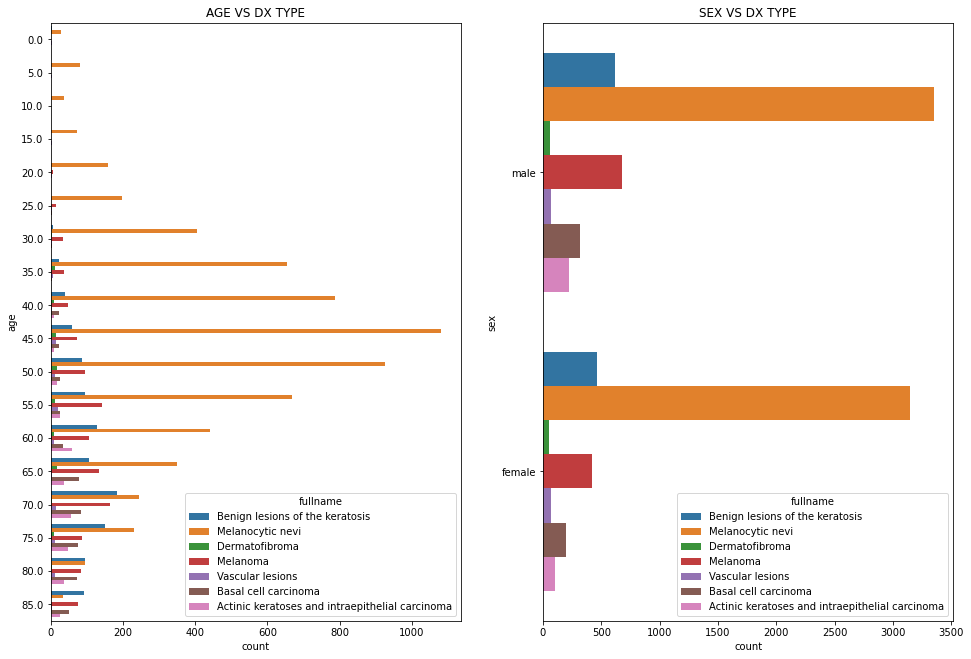 AGE VS DX TYPE
age
0.0
5.0
10.0
15.0
20.0
25.0
30.0
35.0
40.0
45.0
50.0
55.0
60.0
65.0
70.0
75.0
80.0
85.0
fullname
Benign lesions of the keratosis
Melanocytic nevi
Dermatofibroma
Melanoma
Vascular lesions
Basal cell carcinoma
Actinic keratoses and intraepithelial carcinoma
0 200 400 600 800 1000
count
SEX VS DX TYPE
sex
male
female
fullname
Benign lesions of the keratosis
Melanocytic nevi
Dermatofibroma
Melanoma
Vascular lesions
Basal cell carcinoma
Actinic keratoses and intraepithelial carcinoma
0 500 1000 1500 2000 2500 3000 3500
count